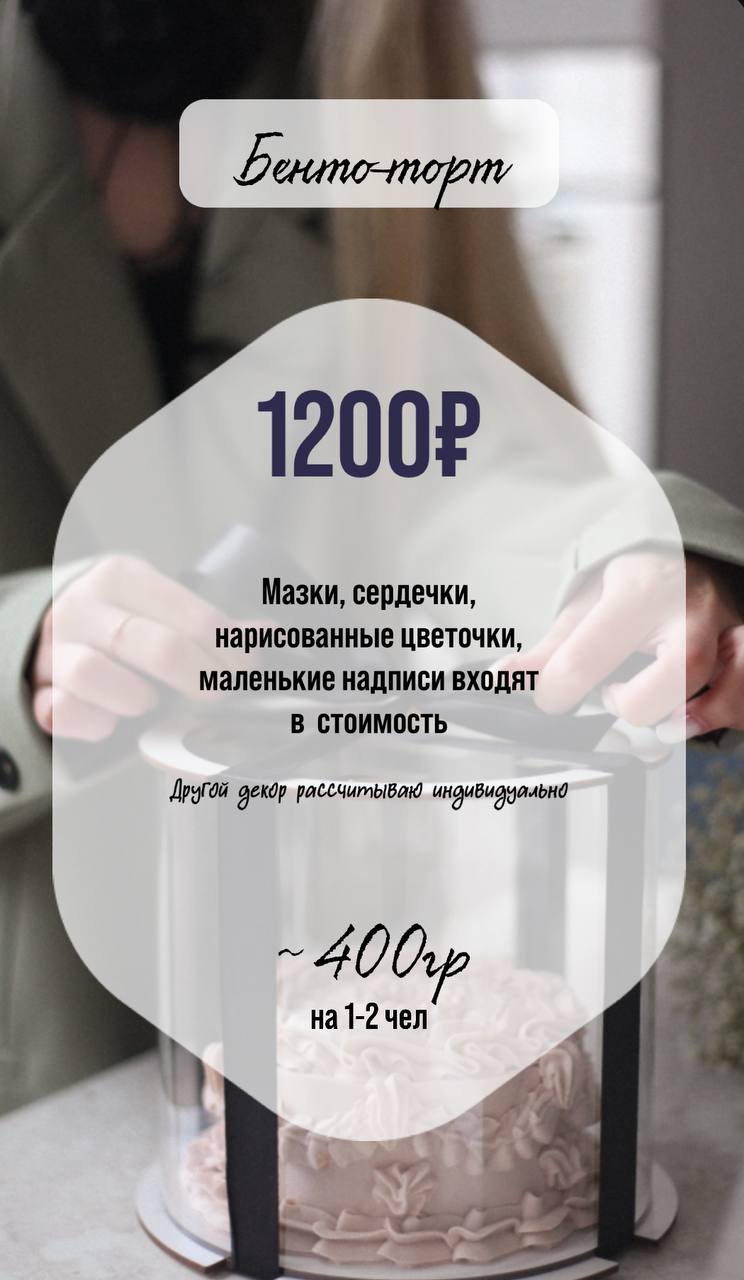 Бенто-торт
1200₽
Мазки, сердечки,
нарисованные цветочки,
маленькие надписи входят
в стоимость
Другой декор рассчитываю индивидуально
~400гр
на 1-2 чел